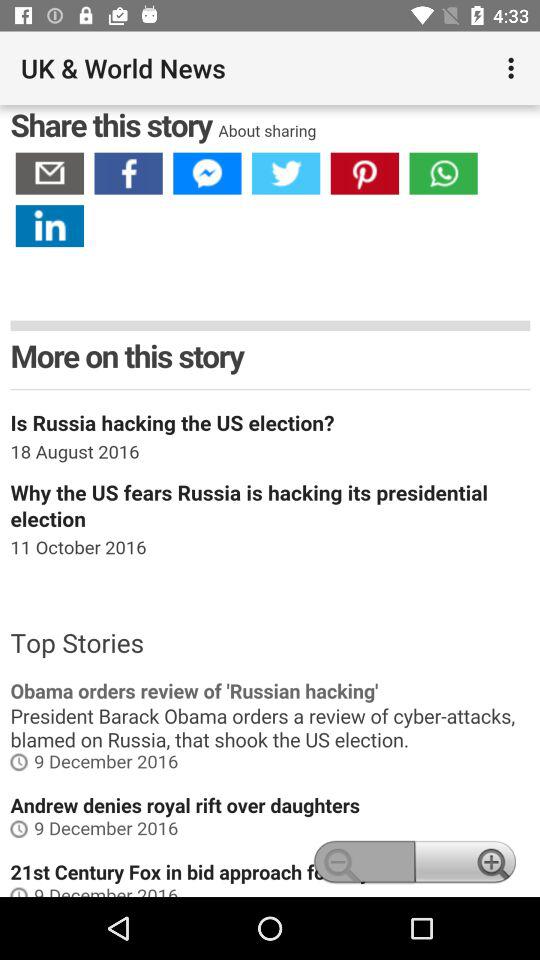 4:33
UK & World News
Share this story About sharing
f
in
More on this story
Is Russia hacking the US election?
18 August 2016
Why the US fears Russia is hacking its presidential
election
11 October 2016
Top Stories
Obama orders review of 'Russian hacking'
President Barack Obama orders a review of cyber-attacks,
blamed on Russia, that shook the US election.
9 December 2016
Andrew denies royal rift over daughters
9 December 2016
21st Century Fox in bid approach
9 December 2016